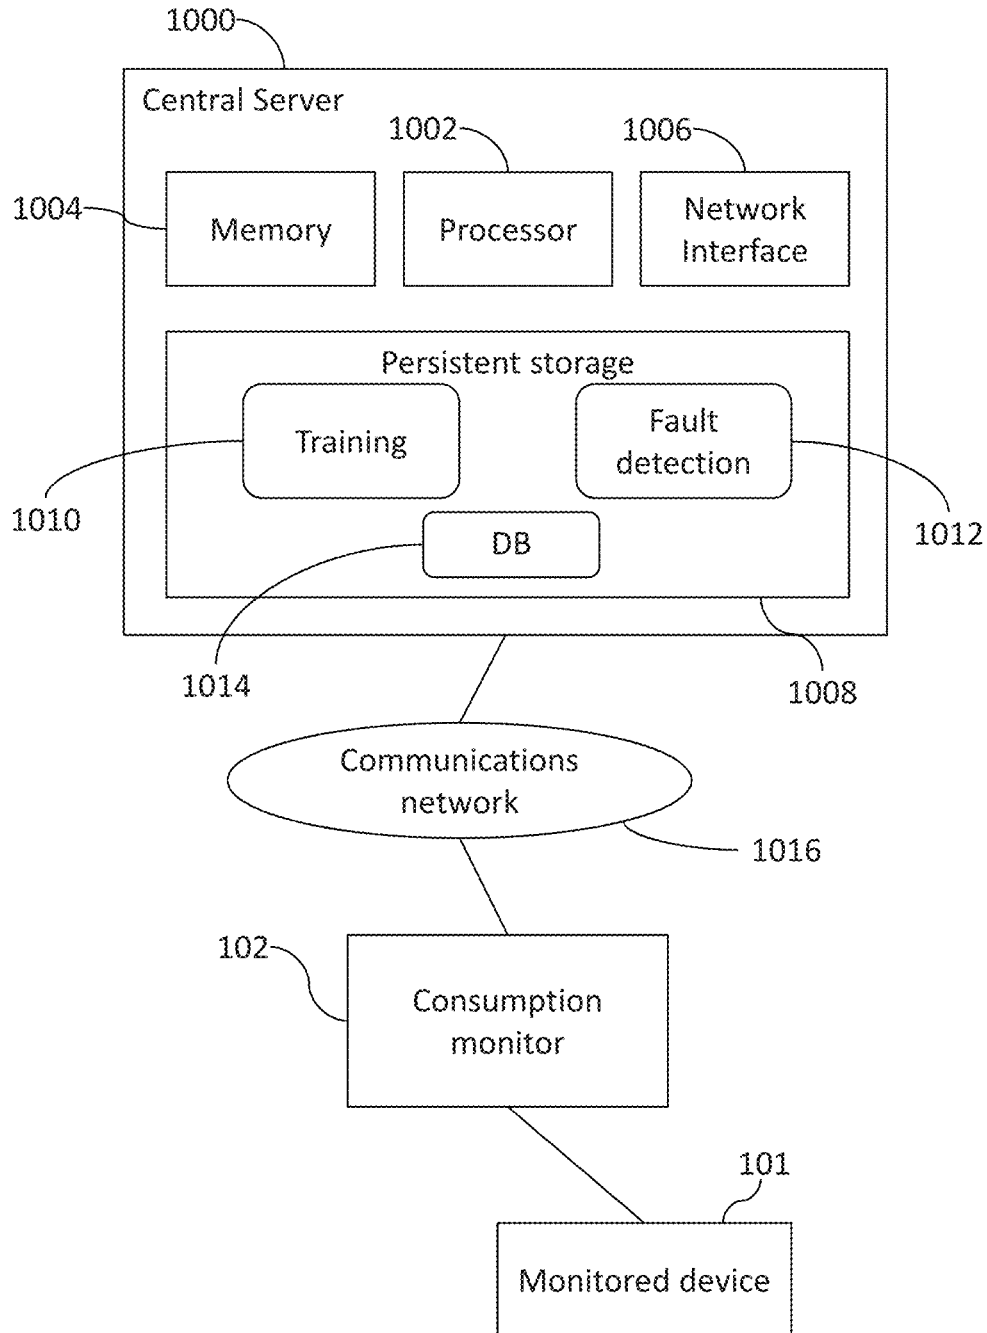 1000
Central Server
1002
1006
1004
Memory
Processor
Network
Interface
Persistent storage
Training
Fault
detection
1010
DB
1012
1014
1008
Communications
network
1016
102
Consumption
monitor
101
Monitored device